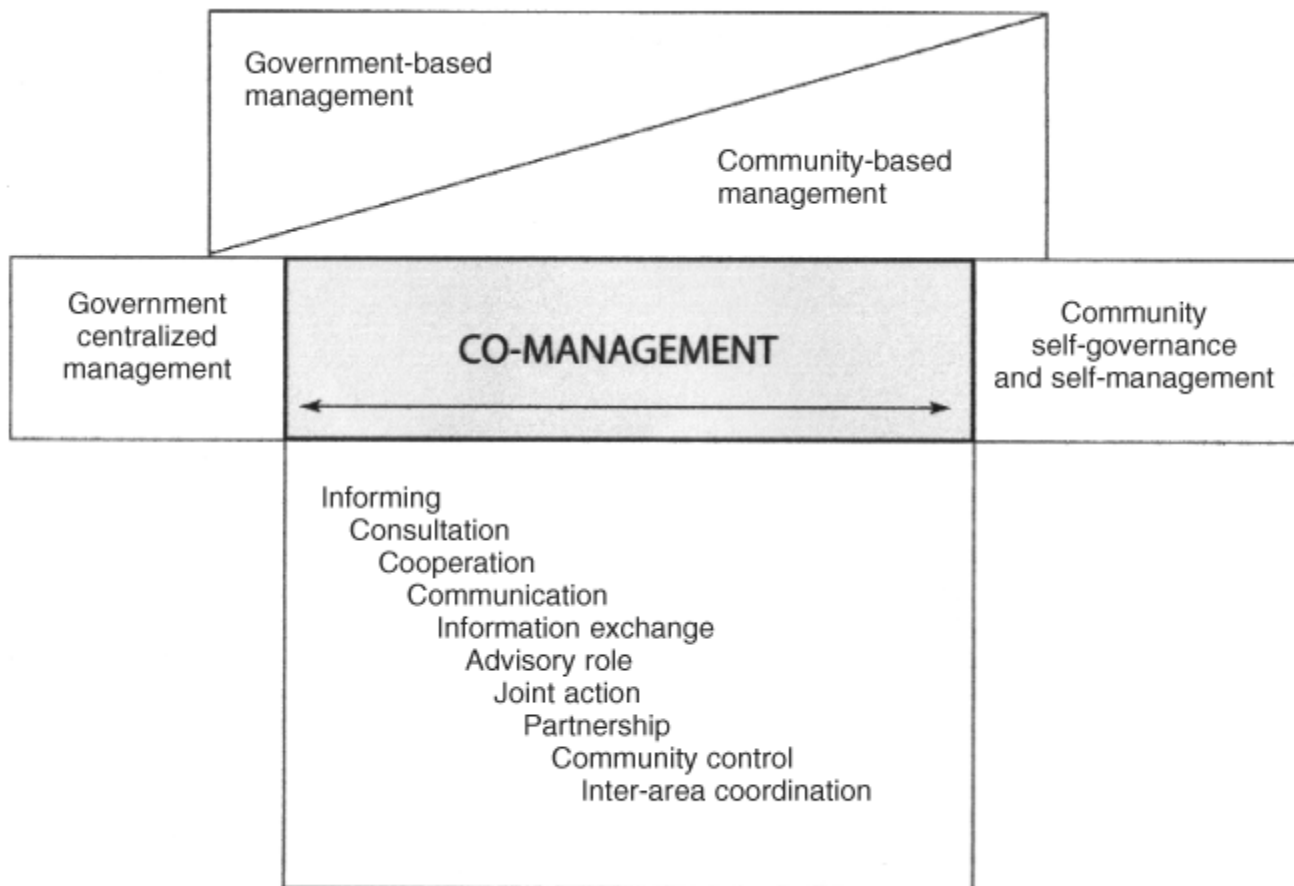 Government-based
management
Community-based
management
Government
centralized
management
CO-MANAGEMENT
Community
self-governance
and self-management
Informing
Consultation
Cooperation
Communication
Information exchange
Advisory role
Joint action
Partnership
Community control
Inter-area coordination